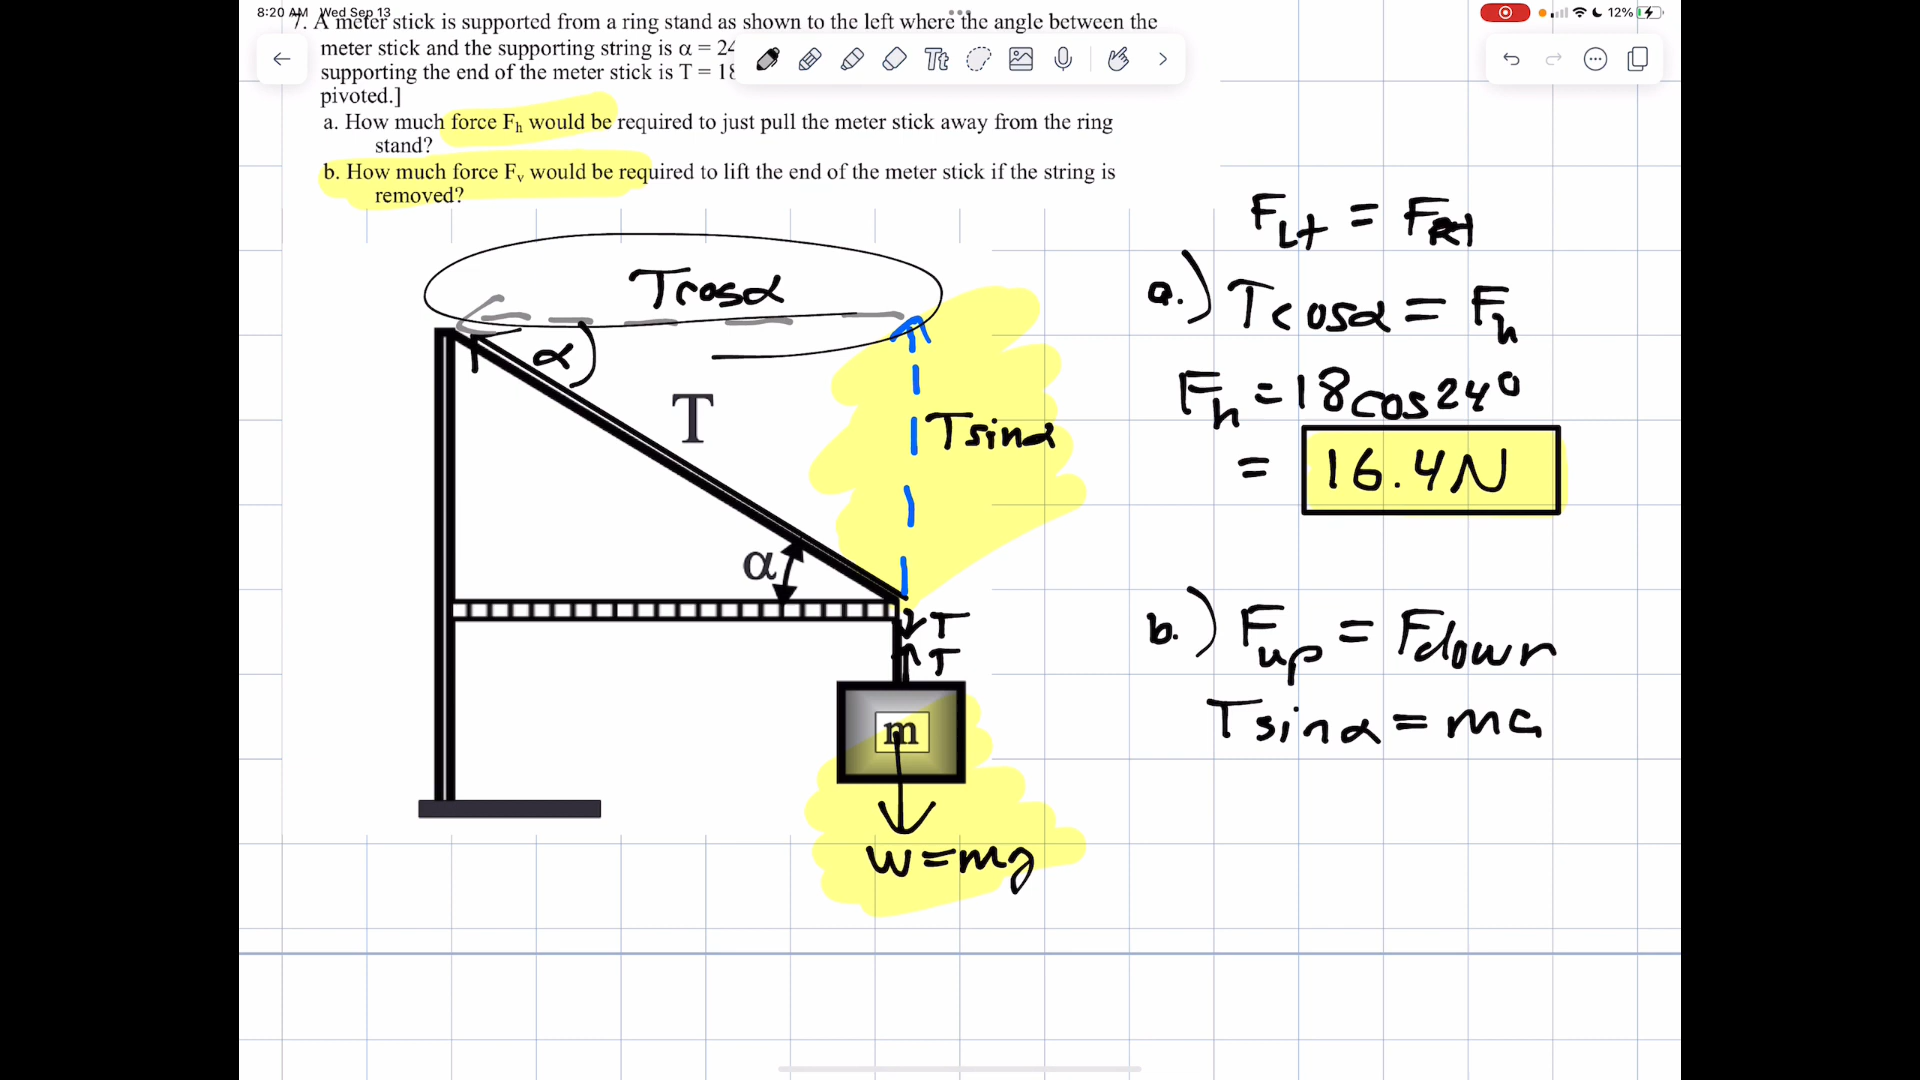 8:20 AM Wed Sep 13
12%
7. A meter stick is supported from a ring stand as shown to the left where the angle between the
meter stick and the supporting string is α = 24
supporting the end of the meter stick is T = 18
pivoted.]
a. How much force Fh would be required to just pull the meter stick away from the ring
stand?
b. How much force Fv would be required to lift the end of the meter stick if the string is
removed?
Tt
FLt = FRt
Tcosα
a.) Tcosα = Fh
α
Fh = 18cos24°
T
Tsinα
= 16.4N
α
T
T
b.) Fup = Fdown
m
Tsinα = mg
W=mg